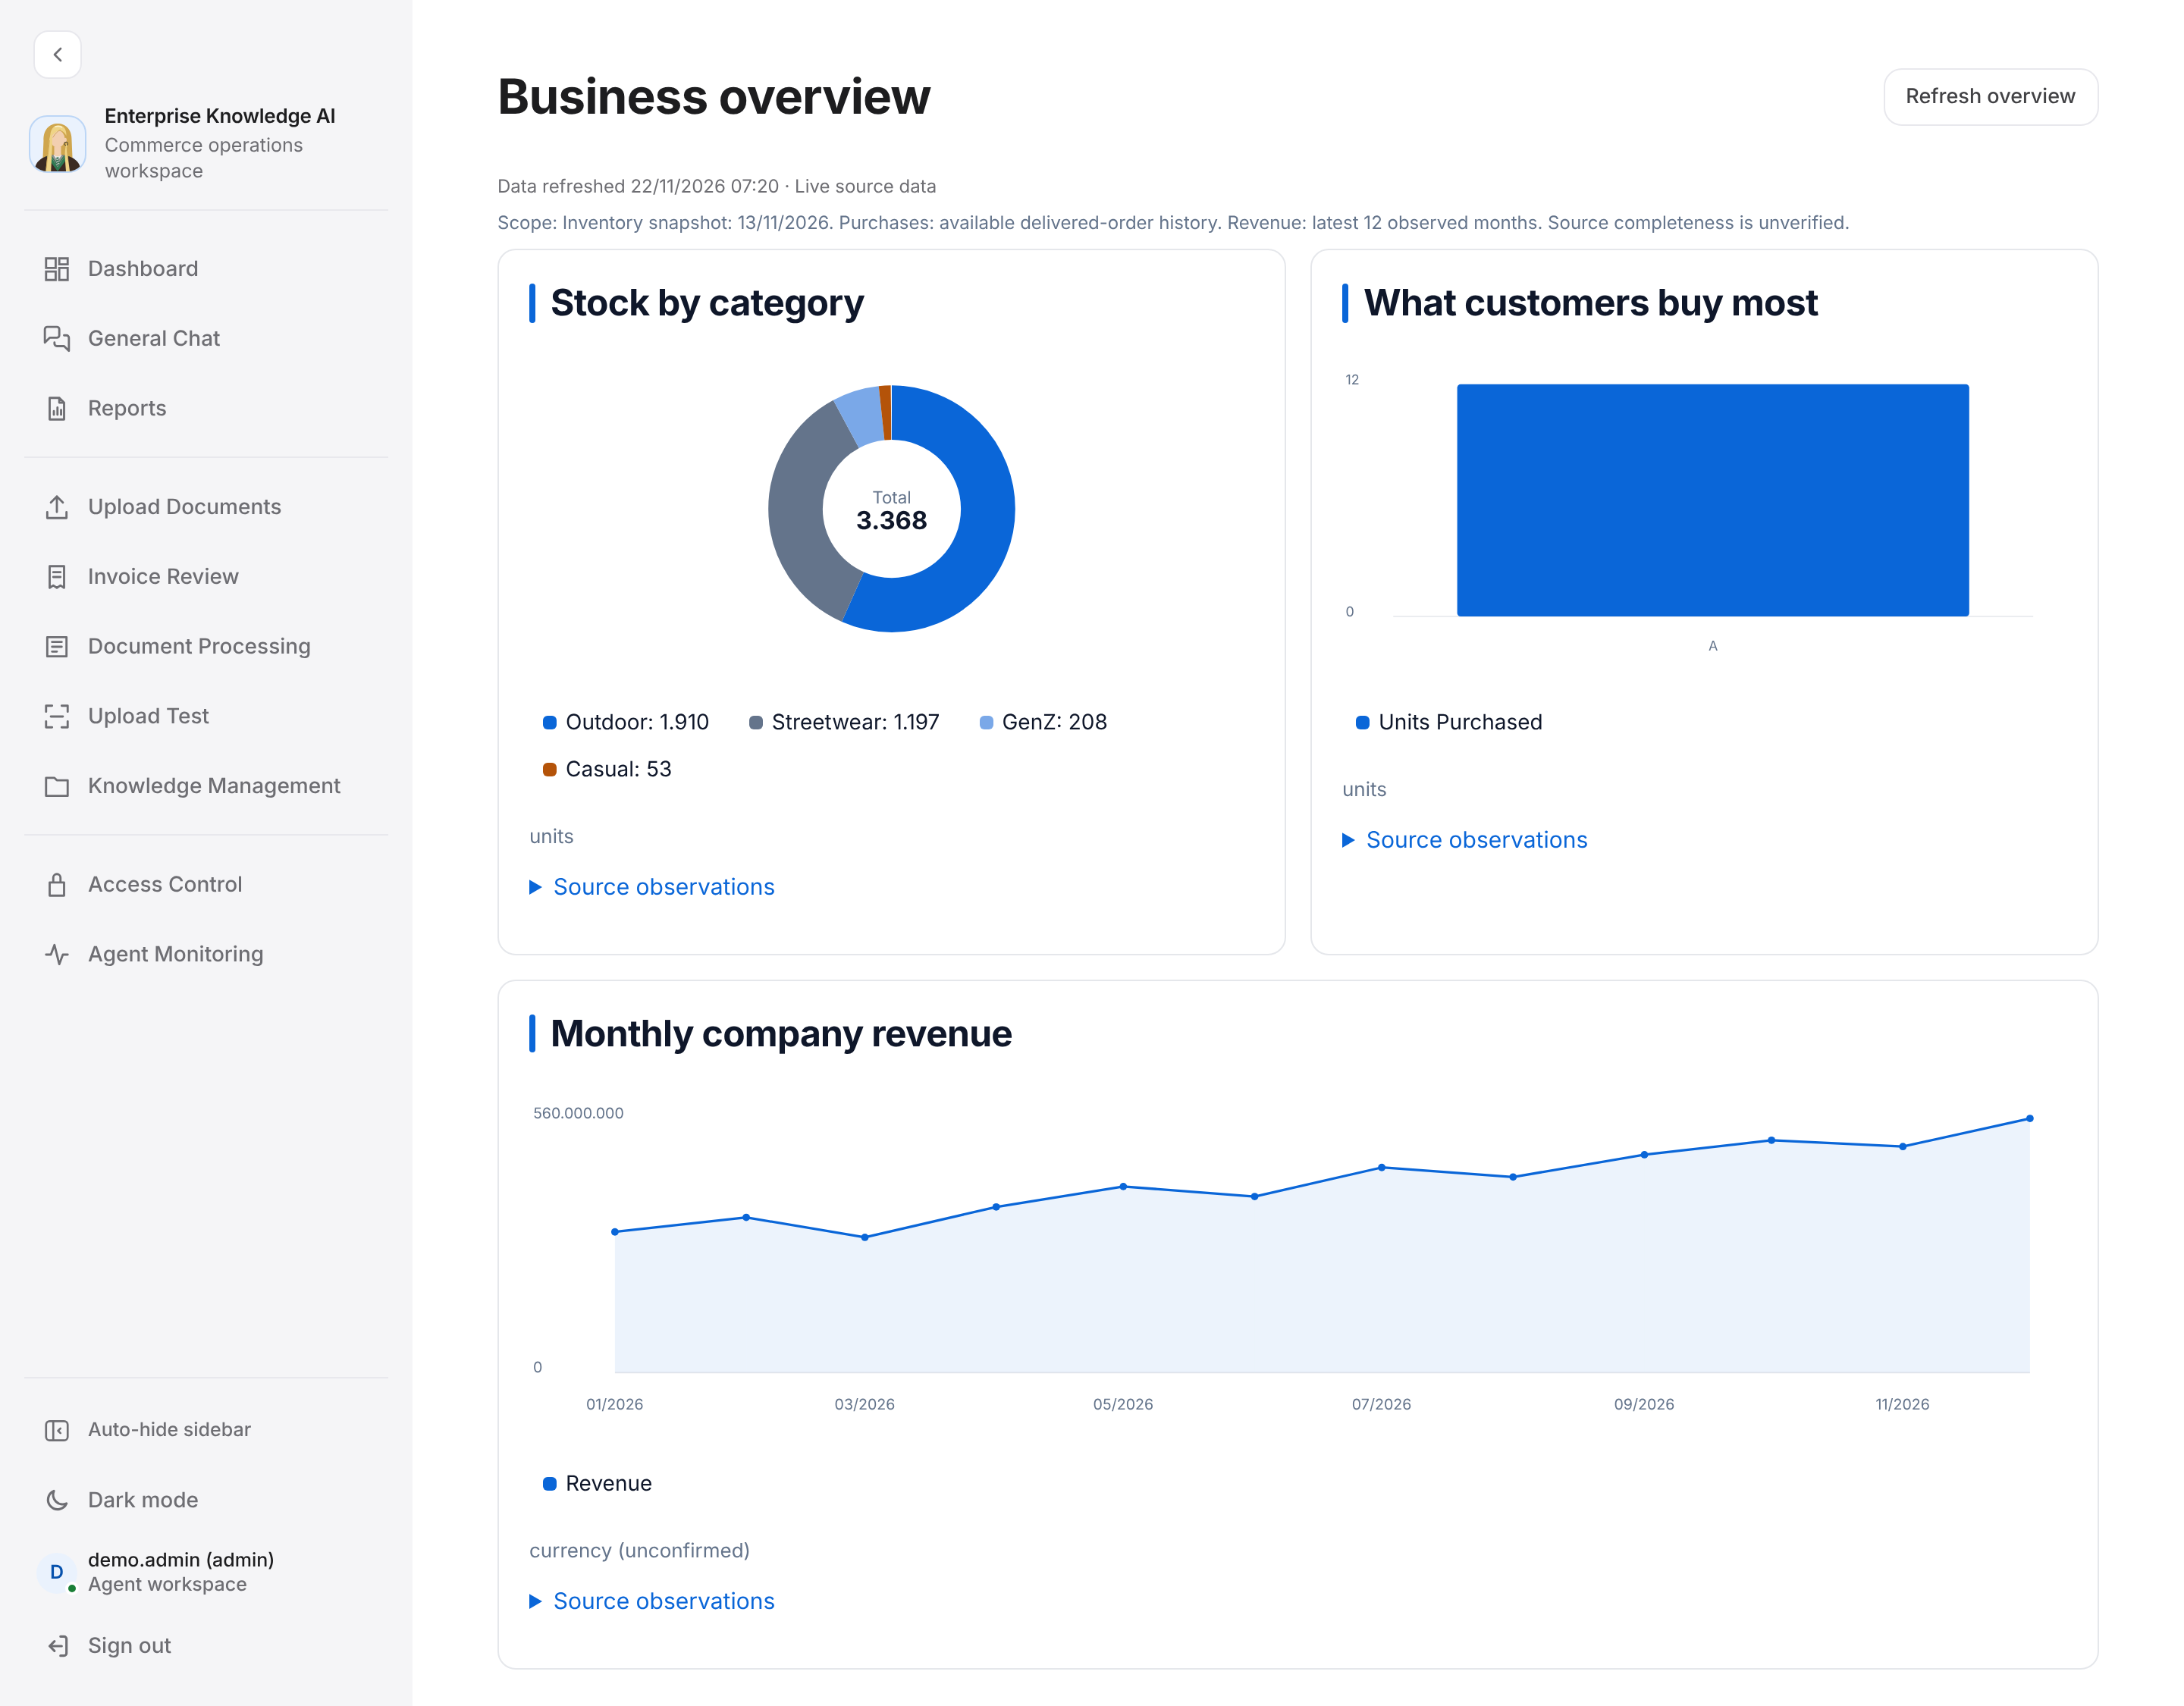 Enterprise Knowledge AI
Commerce operations
workspace
Dashboard
General Chat
Reports
Upload Documents
Invoice Review
Document Processing
Upload Test
Knowledge Management
Access Control
Agent Monitoring
Auto-hide sidebar
Dark mode
D
demo.admin (admin)
Agent workspace
Sign out
Business overview
Refresh overview
Data refreshed 22/11/2026 07:20 · Live source data
Scope: Inventory snapshot: 13/11/2026. Purchases: available delivered-order history. Revenue: latest 12 observed months. Source completeness is unverified.
Stock by category
Total
3.368
Outdoor: 1.910
Streetwear: 1.197
GenZ: 208
Casual: 53
units
Source observations
What customers buy most
12
0
A
Units Purchased
units
Source observations
Monthly company revenue
560.000.000
0
01/2026
03/2026
05/2026
07/2026
09/2026
11/2026
Revenue
currency (unconfirmed)
Source observations